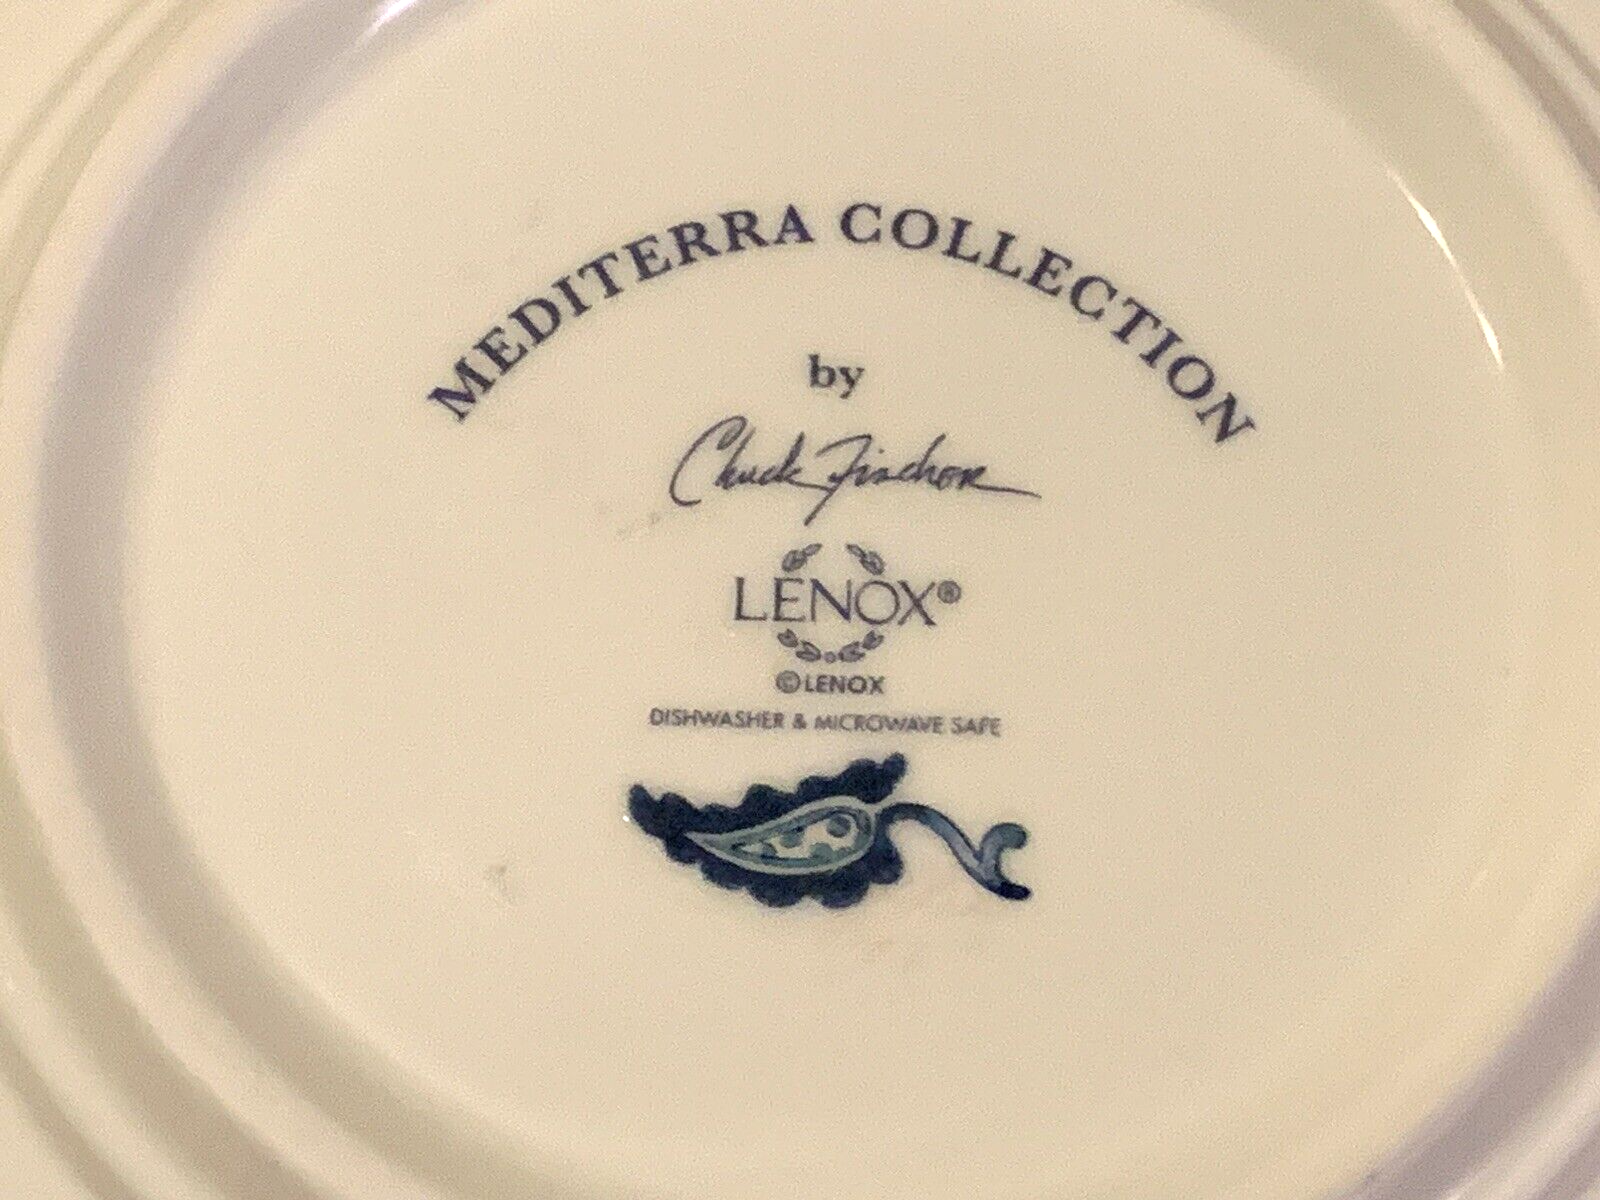 MEDITERRA COLLECTION
by
Chuck Fischer
LENOX®
©LENOX
DISHWASHER & MICROWAVE SAFE